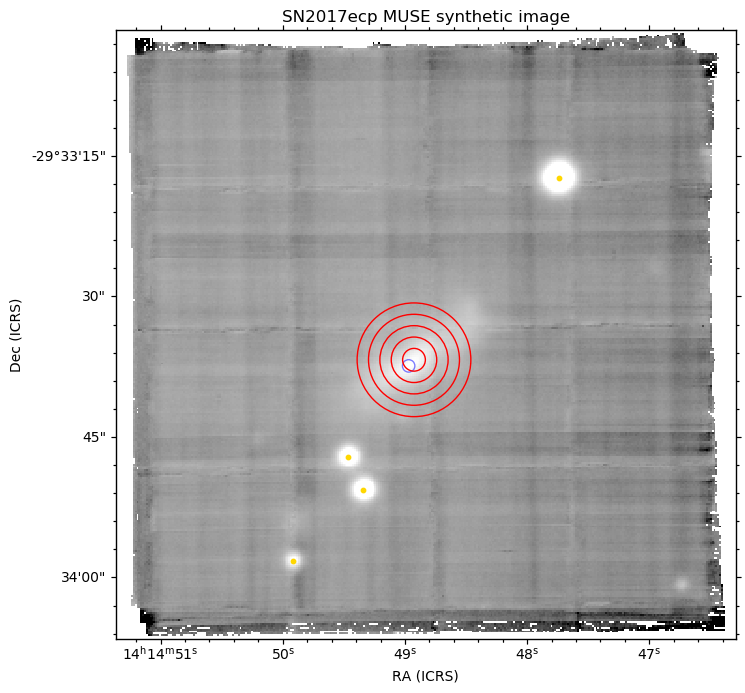 SN2017ecp MUSE synthetic image
-29°33'15"
30"
45"
34'00"
Dec (ICRS)
14ʰ14ᵐ51ˢ
50ˢ
49ˢ
48ˢ
47ˢ
RA (ICRS)